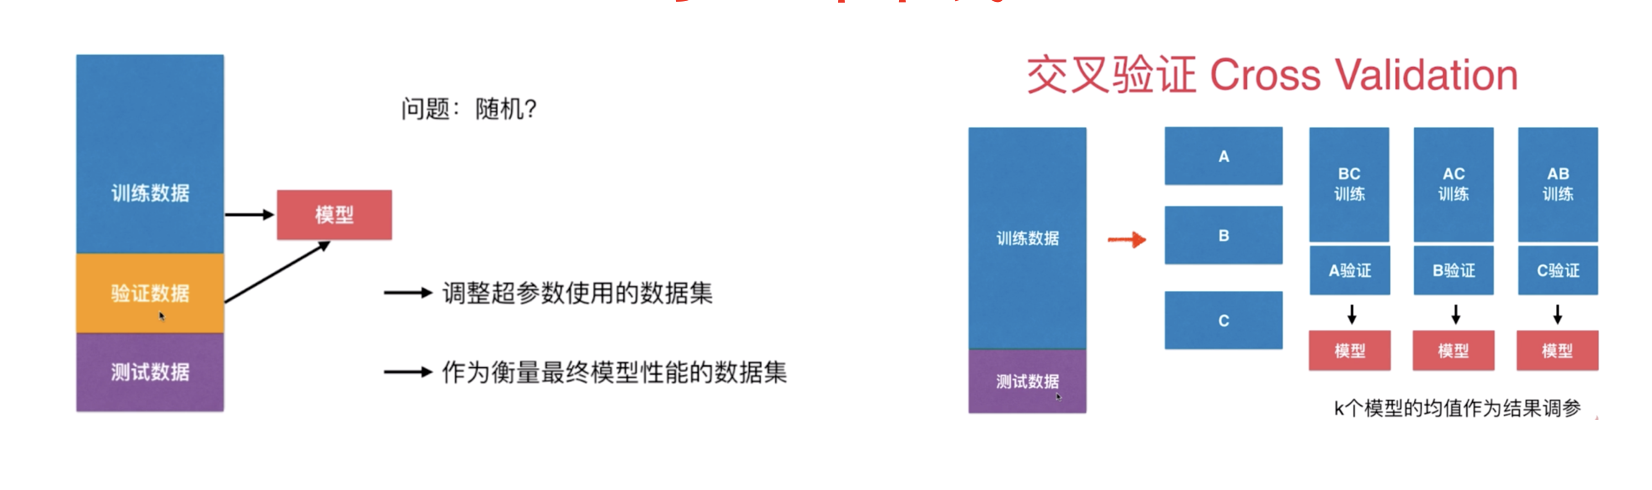 问题：随机?
训练数据
模型
验证数据
调整超参数使用的数据集
测试数据
作为衡量最终模型性能的数据集
交叉验证 Cross Validation
训练数据
测试数据
A
B
C
BC
训练
A验证
模型
AC
训练
B验证
模型
AB
训练
C验证
模型
k个模型的均值作为结果调参